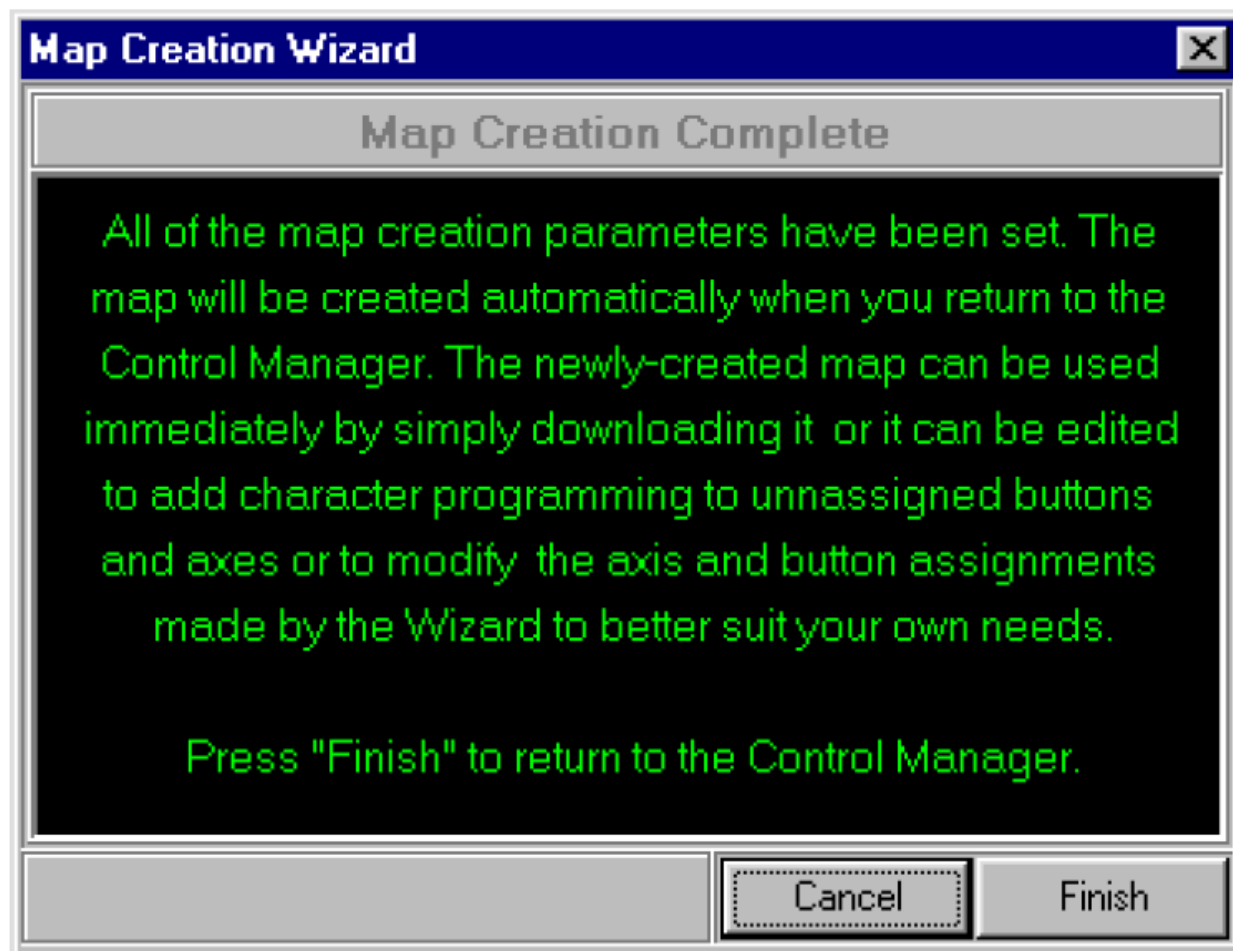 Map Creation Wizard
Map Creation Complete
All of the map creation parameters have been set. The
map will be created automatically when you return to the
Control Manager. The newly-created map can be used
immediately by simply downloading it or it can be edited
to add character programming to unnassigned buttons
and axes or to modify the axis and button assignments
made by the Wizard to better suit your own needs.
Press "Finish" to return to the Control Manager.
Cancel Finish